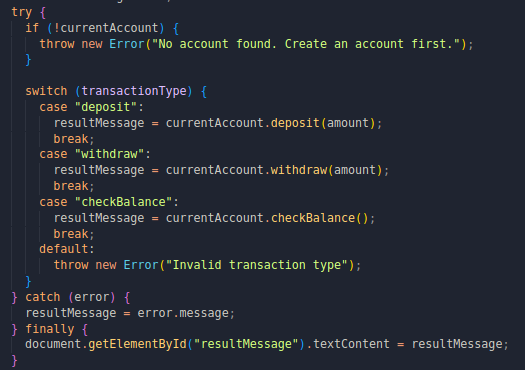 try {
  if (!currentAccount) {
    throw new Error("No account found. Create an account first.");
  }

  switch (transactionType) {
    case "deposit":
      resultMessage = currentAccount.deposit(amount);
      break;
    case "withdraw":
      resultMessage = currentAccount.withdraw(amount);
      break;
    case "checkBalance":
      resultMessage = currentAccount.checkBalance();
      break;
    default:
      throw new Error("Invalid transaction type");
  }
} catch (error) {
  resultMessage = error.message;
} finally {
  document.getElementById("resultMessage").textContent = resultMessage;
}